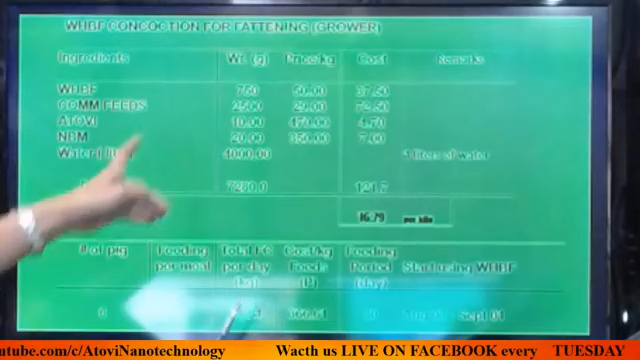 WHBF CONCOCTION FOR FATTENING (GROWER)
Ingredients Wt. (g) Price/kg Cost Remarks
WHBF 750 50.00 37.50
COMM FEEDS 2500 29.00 72.50
ATOVI 10.00 470.00 4.70
NBM 20.00 350.00 7.00
Water 4000.00 4 liters of water
7280.0 121.7
16.79 per kilo
# of pig Feeding Total FC Cost/kg Feeding
per meal per day Feeds Period Start using WHBF
(kg) (P) (day)
366.61 Sept 01
utube.com/c/AtoviNanotechnology Wacth us LIVE ON FACEBOOK every TUESDAY